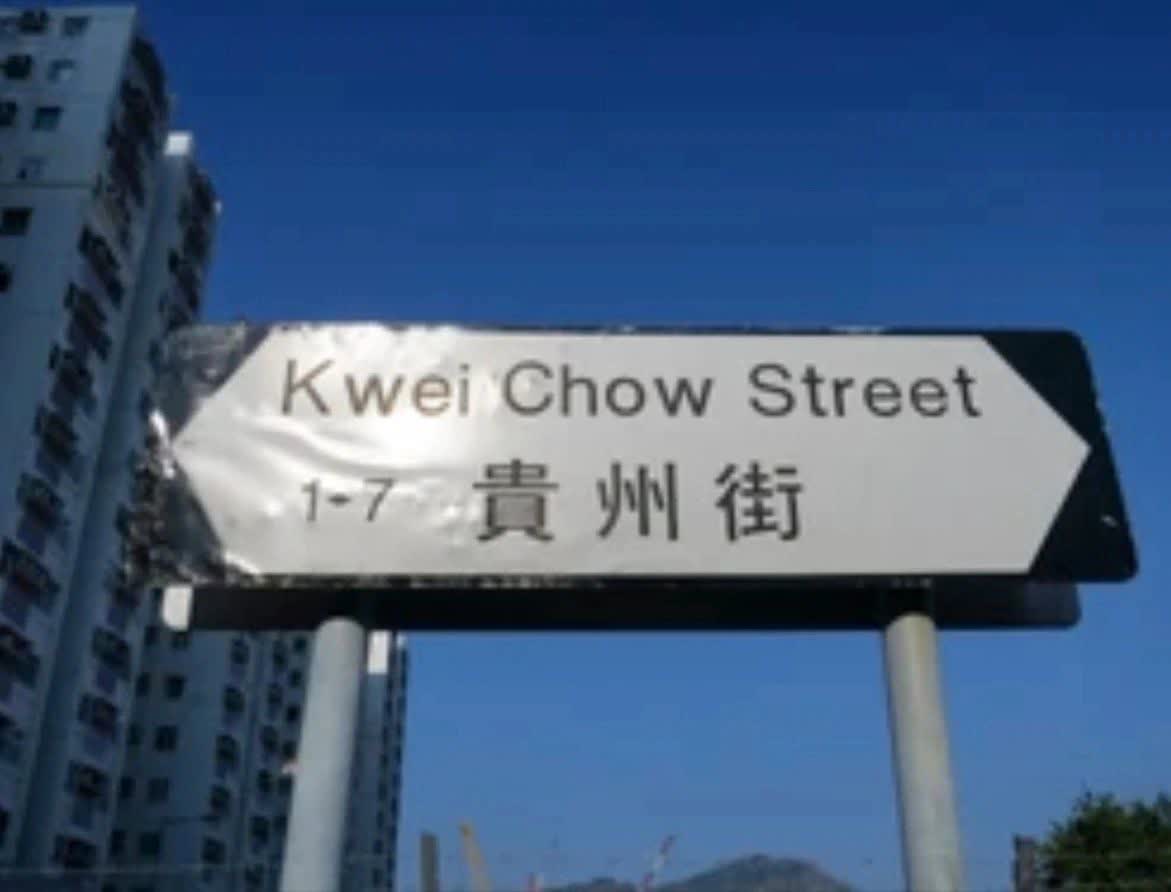 Kwei Chow Street
1-7 貴州街